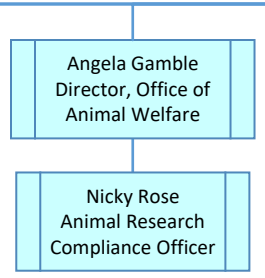 Angela Gamble
Director, Office of
Animal Welfare
Nicky Rose
Animal Research
Compliance Officer